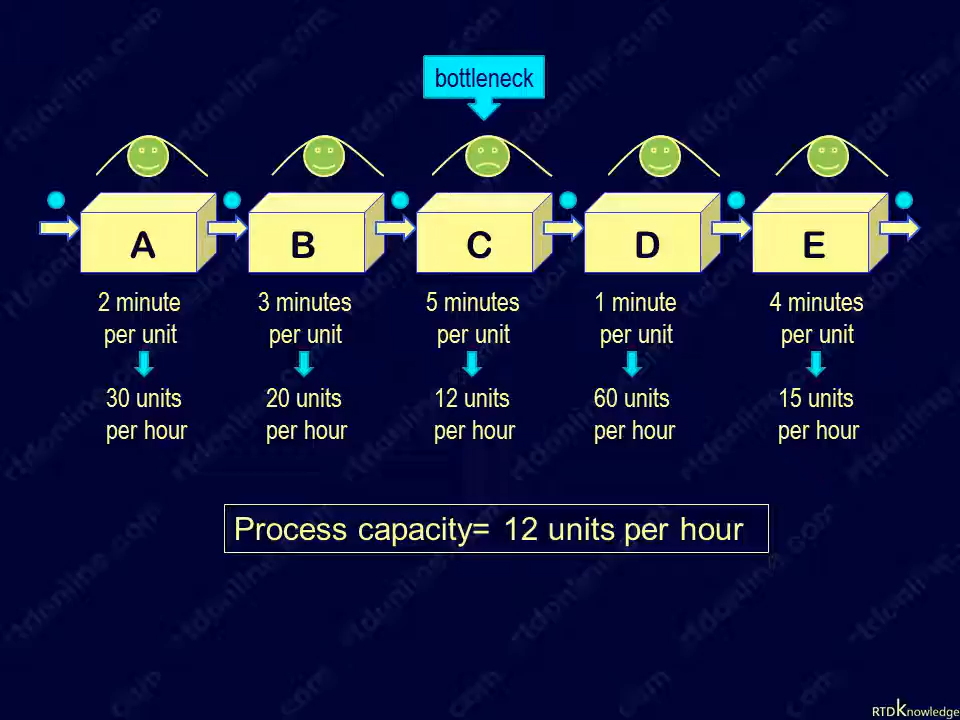 bottleneck
A B C D E
2 minute 3 minutes 5 minutes 1 minute 4 minutes
per unit per unit per unit per unit per unit
30 units 20 units 12 units 60 units 15 units
per hour per hour per hour per hour per hour
Process capacity= 12 units per hour
RTDKnowledge